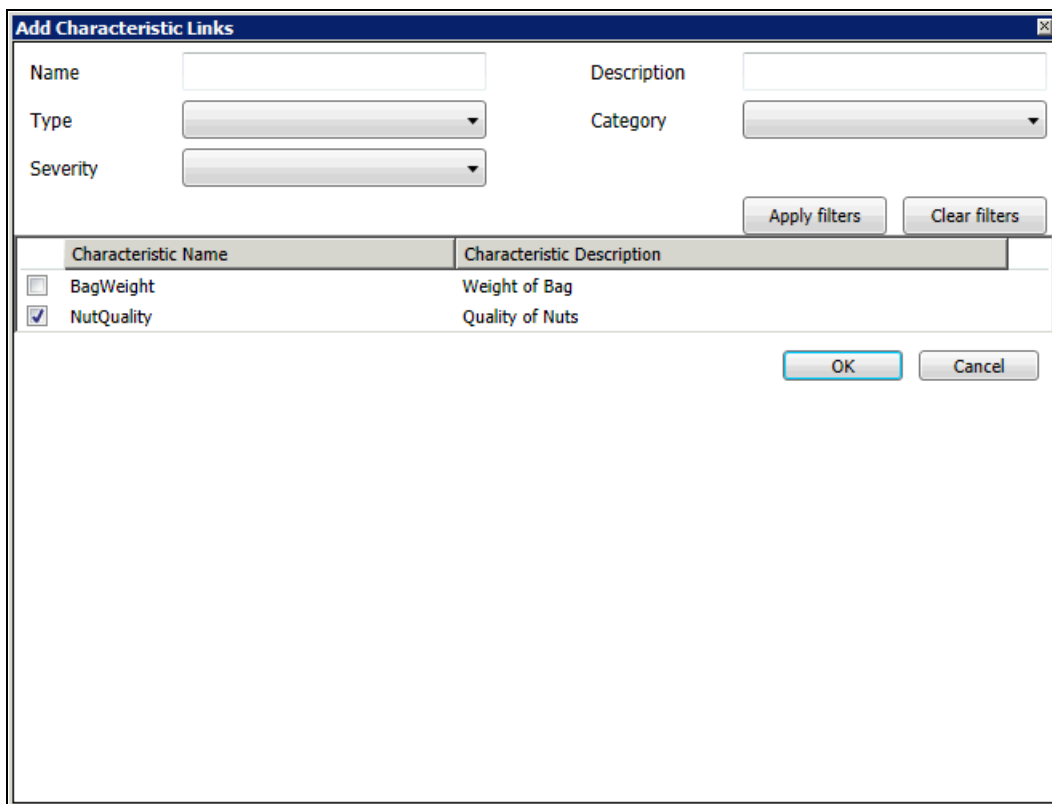 Add Characteristic Links
Name Description
Type Category
Severity
Apply filters Clear filters
Characteristic Name Characteristic Description
BagWeight Weight of Bag
NutQuality Quality of Nuts
OK Cancel